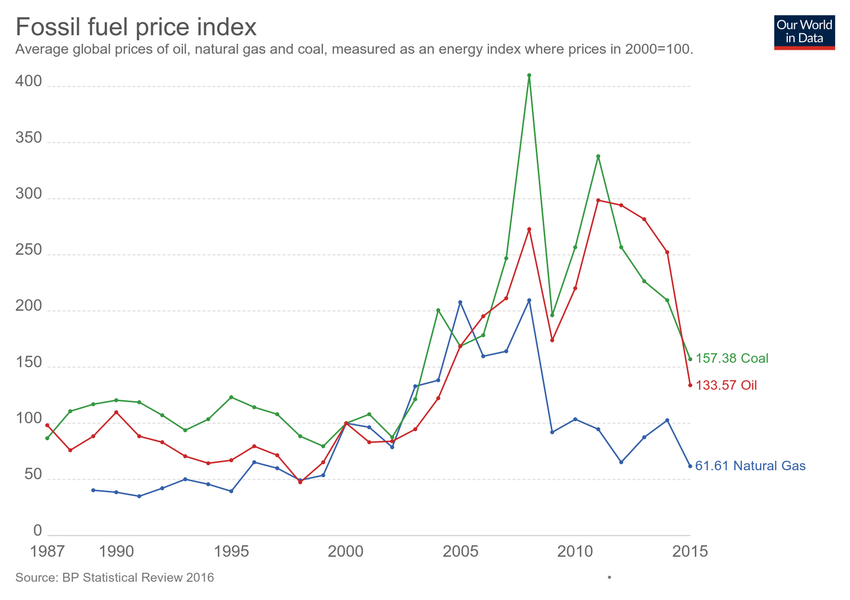 Fossil fuel price index
Our World
in Data
Average global prices of oil, natural gas and coal, measured as an energy index where prices in 2000=100.
400
350
300
250
200
150
100
50
0
157.38 Coal
133.57 Oil
61.61 Natural Gas
1987 1990 1995 2000 2005 2010 2015
Source: BP Statistical Review 2016